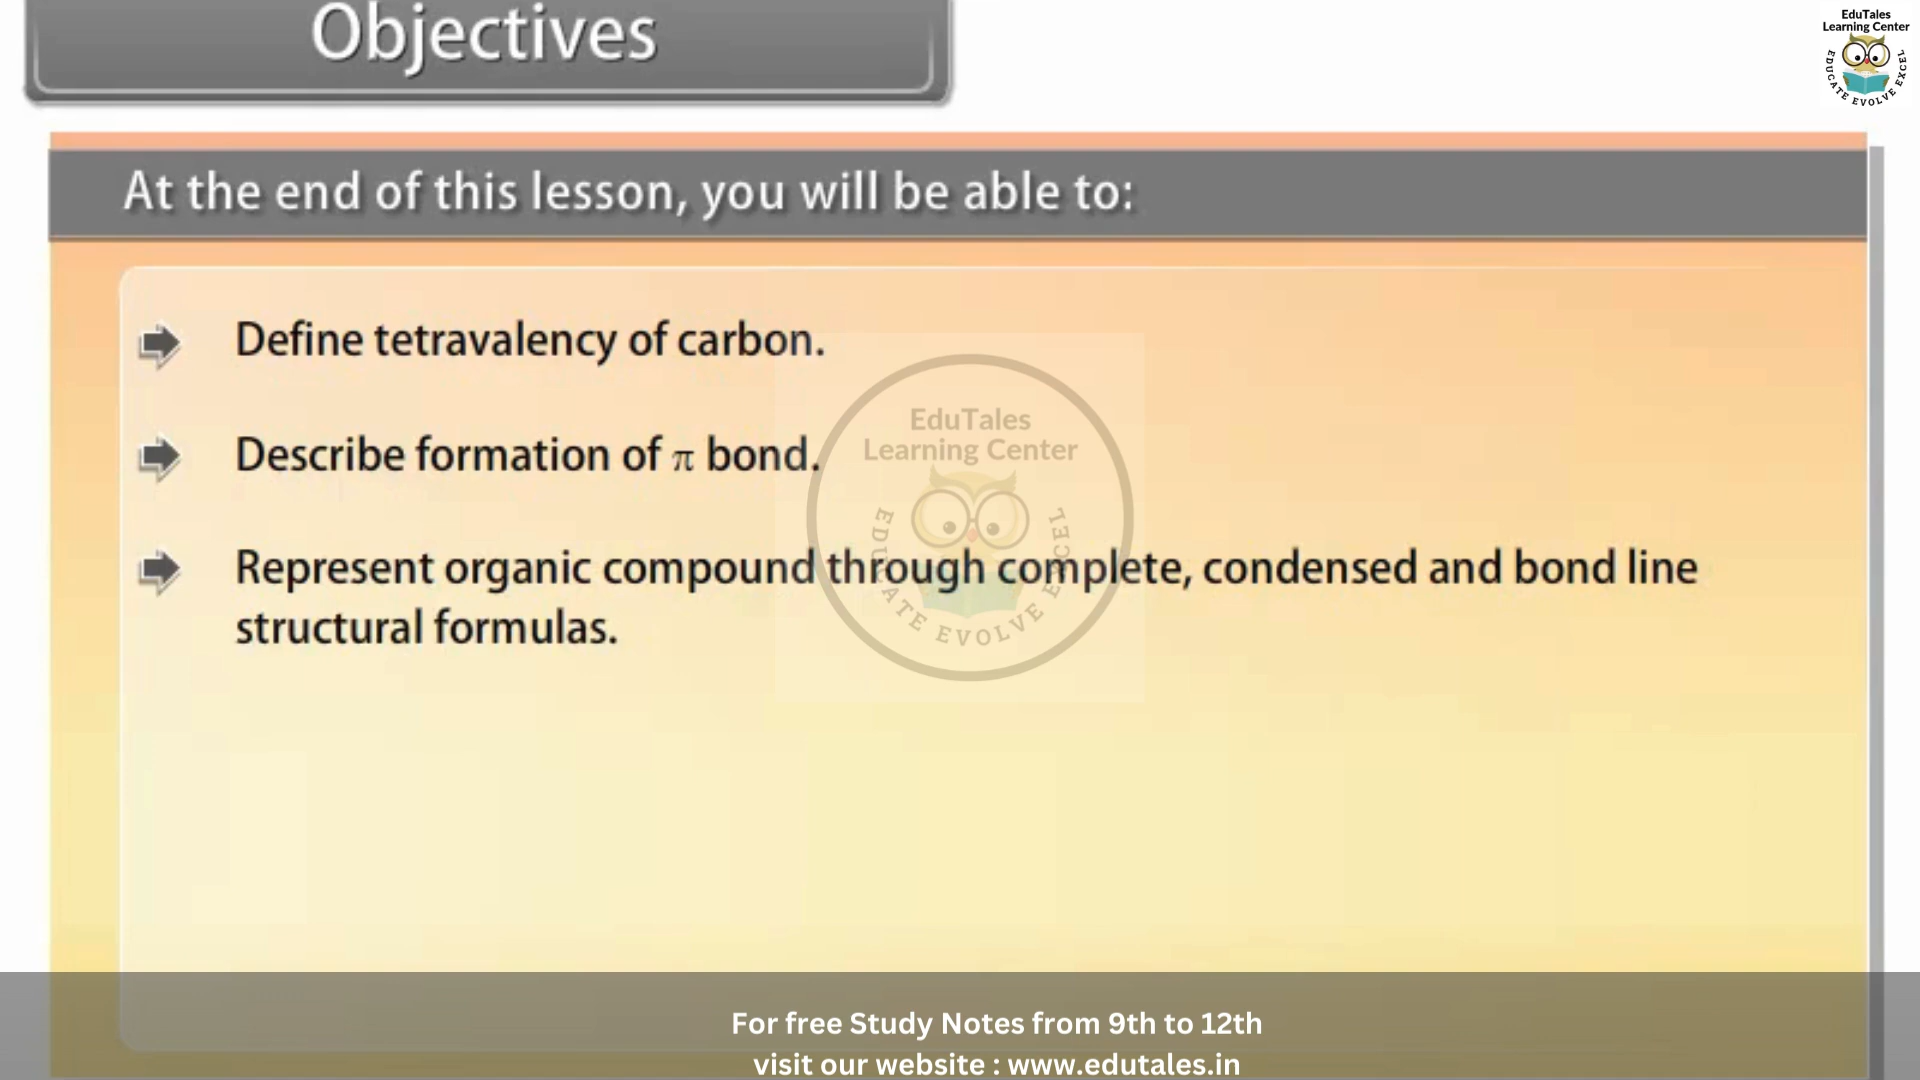 Objectives
EduTales
Learning Center
EDUCATE EVOLVE EXCEL
At the end of this lesson, you will be able to:
Define tetravalency of carbon.
Describe formation of π bond.
Represent organic compound through complete, condensed and bond line
structural formulas.
EduTales
Learning Center
EDUCATE EVOLVE EXCEL
For free Study Notes from 9th to 12th
visit our website : www.edutales.in